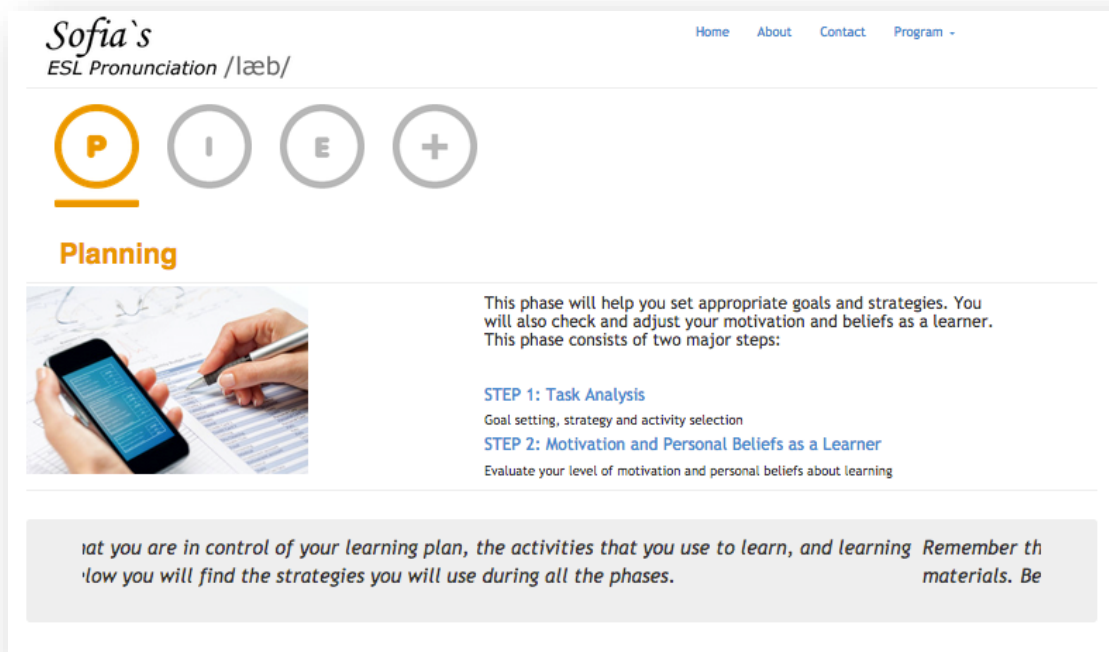 Sofia`s
ESL Pronunciation /læb/
Home About Contact Program
P I E +
Planning
This phase will help you set appropriate goals and strategies. You
will also check and adjust your motivation and beliefs as a learner.
This phase consists of two major steps:
STEP 1: Task Analysis
Goal setting, strategy and activity selection
STEP 2: Motivation and Personal Beliefs as a Learner
Evaluate your level of motivation and personal beliefs about learning
you are in control of your learning plan, the activities that you use to learn, and learning Remember th
you will find the strategies you will use during all the phases. materials. Be